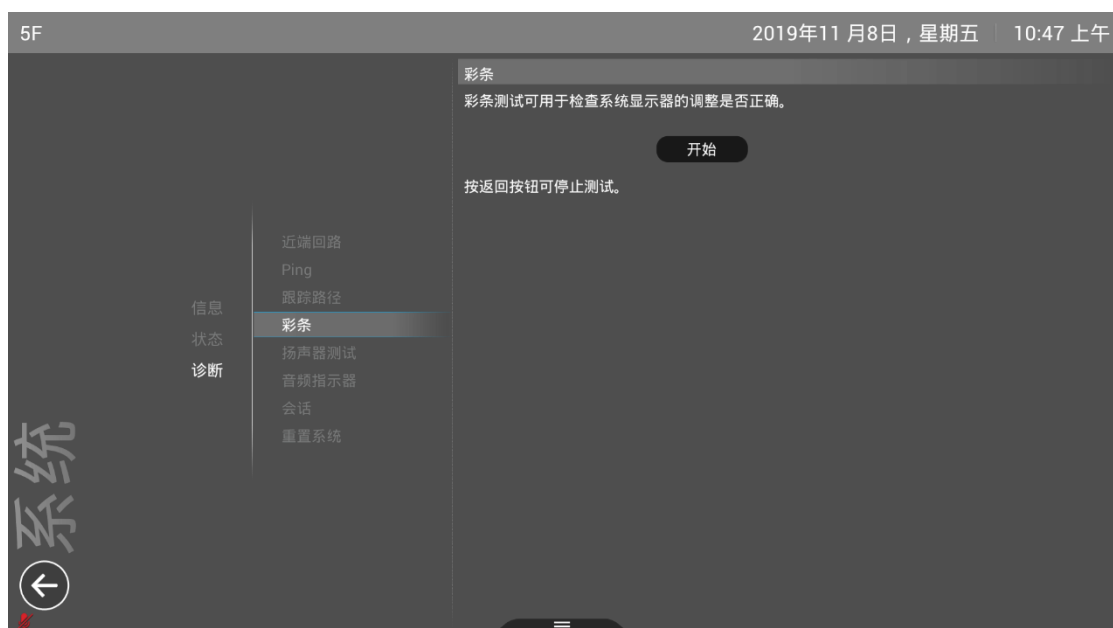 5F
2019年11月8日，星期五
10:47 上午
彩条
彩条测试可用于检查系统显示器的调整是否正确。
开始
按返回按钮可停止测试。
近端回路
Ping
跟踪路径
彩条
扬声器测试
音频指示器
会话
重置系统
信息
状态
诊断
系统